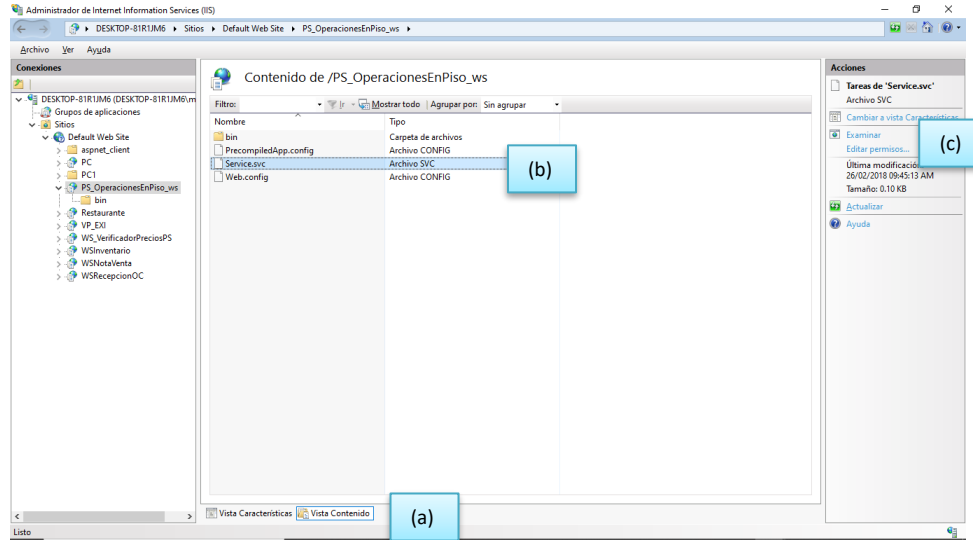 Administrador de Internet Information Services (IIS)
DESKTOP-81R1JM6 Sitios Default Web Site PS_OperacionesEnPiso_ws
Archivo Ver Ayuda
Conexiones
DESKTOP-81R1JM6 (DESKTOP-81R1JM6\m
Grupos de aplicaciones
Sitios
Default Web Site
aspnet_client
PC
PC1
PS_OperacionesEnPiso_ws
bin
Restaurante
VP_EXI
WS_VerificadorPreciosPS
WSInventario
WSNotaVenta
WSRecepcionOC
Contenido de /PS_OperacionesEnPiso_ws
Filtro: Ir Mostrar todo Agrupar por: Sin agrupar
Nombre Tipo
bin Carpeta de archivos
PrecompiledApp.config Archivo CONFIG
Service.svc Archivo SVC
Web.config Archivo CONFIG
(b)
Vista Características Vista Contenido
(a)
Acciones
Tareas de 'Service.svc'
Archivo SVC
Cambiar a vista Características
Examinar
Editar permisos...
(c)
Última modificació
26/02/2018 09:45:13 AM
Tamaño: 0.10 KB
Actualizar
Ayuda
Listo